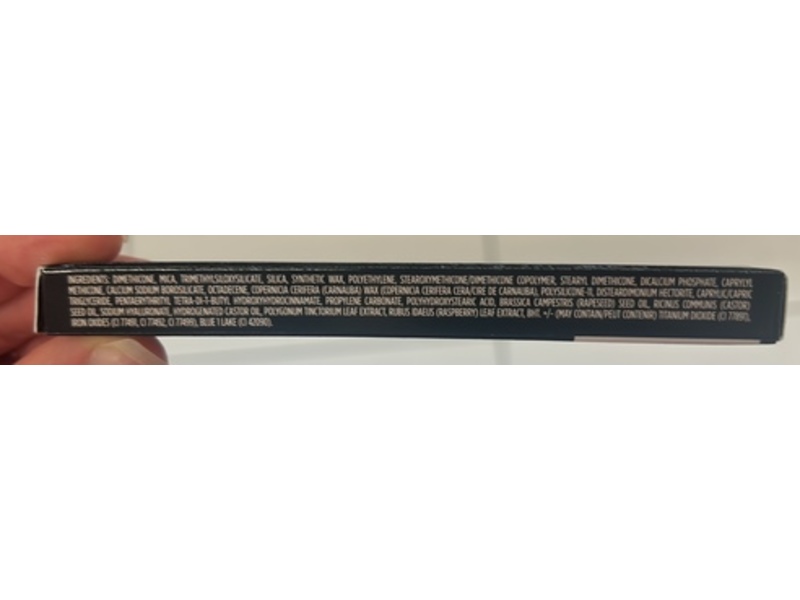 INGREDIENTS: DIMETHICONE, MICA, TRIMETHYLSILOXYSILICATE, SILICA, SYNTHETIC WAX, POLYETHYLENE, STEAROXYMETHICONE/DIMETHICONE COPOLYMER, STEARYL DIMETHICONE, DICALCIUM PHOSPHATE, CAPRYLYL
METHICONE, CALCIUM SODIUM BOROSILICATE, OCTADECENE, COPERNICIA CERIFERA (CARNAUBA) WAX (COPERNICIA CERIFERA CERA/CIRE DE CARNAUBA), POLYSILICONE-11, DISTEARDIMONIUM HECTORITE, CAPRYLIC/CAPRIC
TRIGLYCERIDE, PENTAERYTHRITYL TETRA-DI-T-BUTYL HYDROXYHYDROCINNAMATE, PROPYLENE CARBONATE, POLYHYDROXYSTEARIC ACID, BRASSICA CAMPESTRIS (RAPESEED) SEED OIL, RICINUS COMMUNIS (CASTOR)
SEED OIL, SODIUM HYALURONATE, HYDROGENATED CASTOR OIL, POLYGONUM TINCTORIUM LEAF EXTRACT, RUBUS IDAEUS (RASPBERRY) LEAF EXTRACT, BHT. +/- (MAY CONTAIN/PEUT CONTENIR): TITANIUM DIOXIDE (CI 77891),
IRON OXIDES (CI 77491, CI 77492, CI 77499), BLUE 1 LAKE (CI 42090).